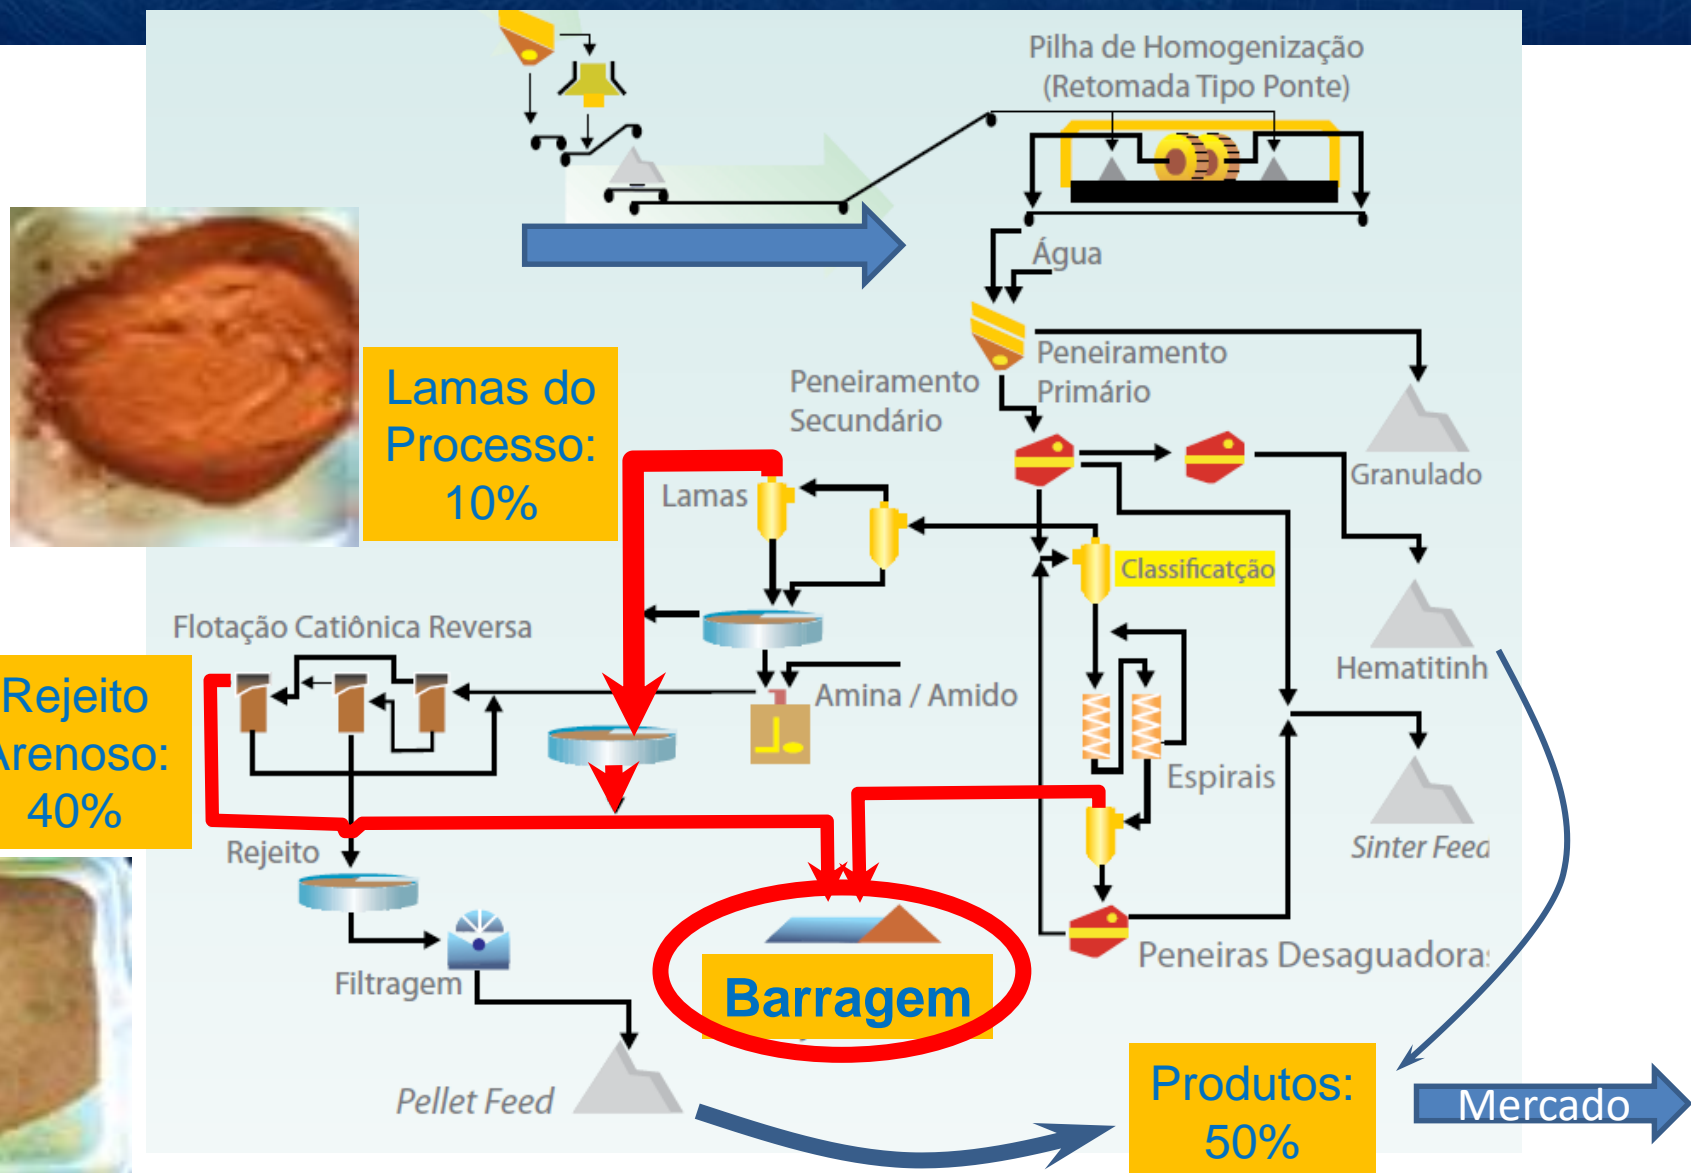 Pilha de Homogenização
(Retomada Tipo Ponte)
Água
Peneiramento
Primário
Peneiramento
Secundário
Lamas do
Processo:
10%
Lamas
Granulado
Classificatção
Flotação Catiônica Reversa
Hematitinh
Rejeito
Arenoso:
40%
Amina / Amido
Espirais
Sinter Feed
Rejeito
Peneiras Desaguadoras
Filtragem
Barragem
Pellet Feed
Produtos:
50%
Mercado